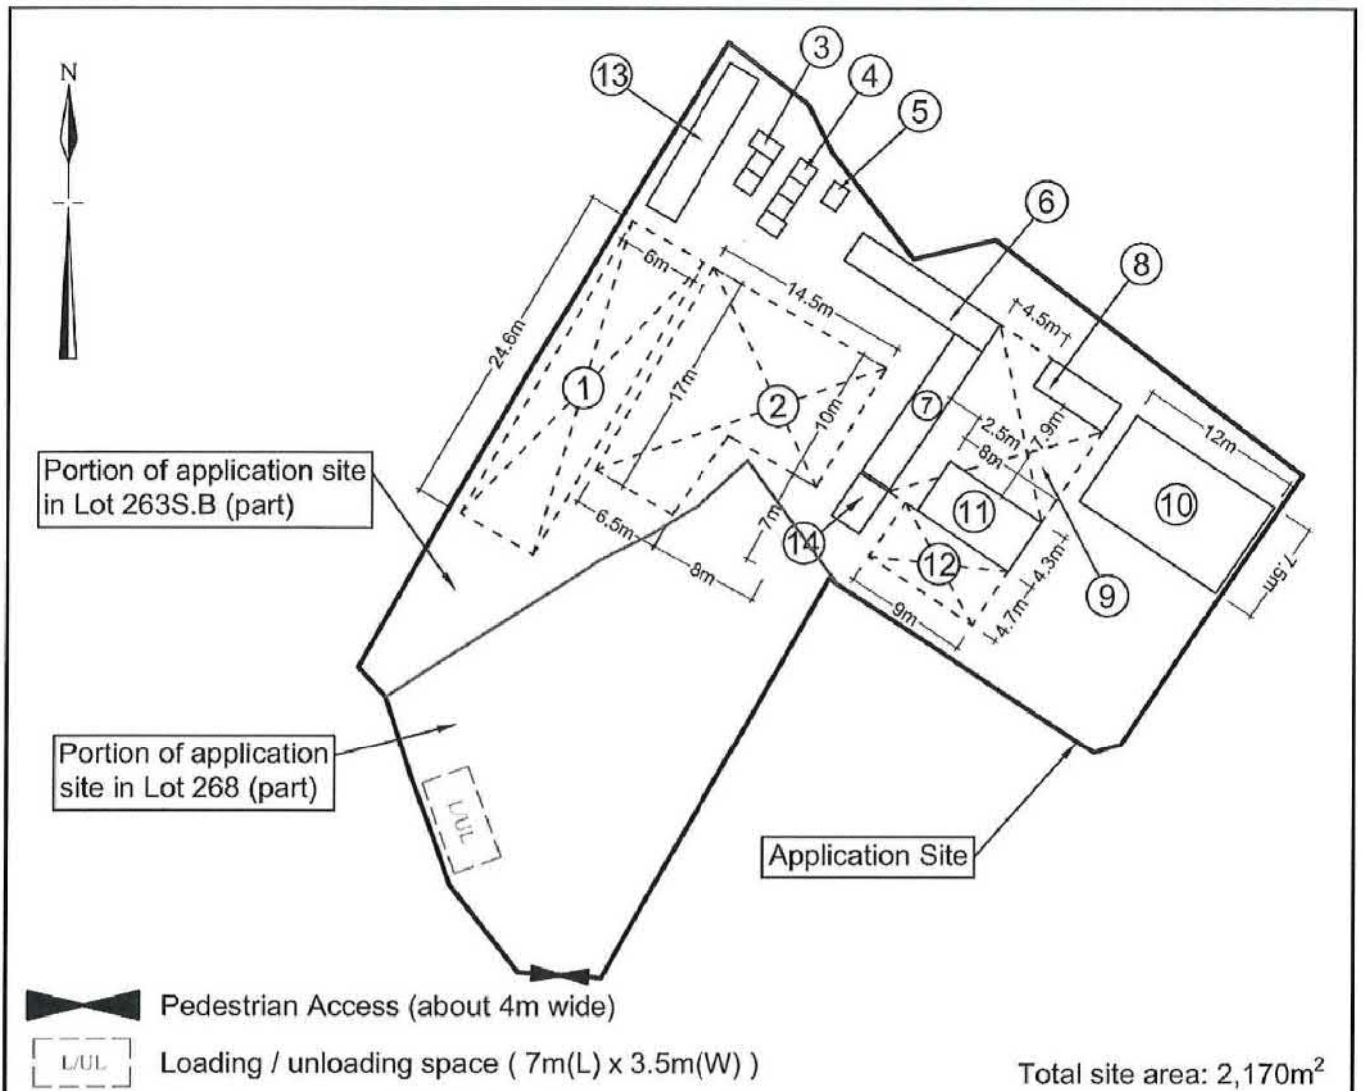 N
13
3
4
5
6
8
6m
14.5m
4.5m
24.6m
1
17m
2
10m
7
2.5m
7.9m
8m
12m
10
11
Portion of application site
in Lot 263S.B (part)
6.5m
7m
14
12
4.3m
9
7.5m
8m
9m
4.7m
Portion of application
site in Lot 268 (part)
L/UL
Application Site
Pedestrian Access (about 4m wide)
L/UL
Loading / unloading space ( 7m(L) x 3.5m(W) )
Total site area: 2,170m²